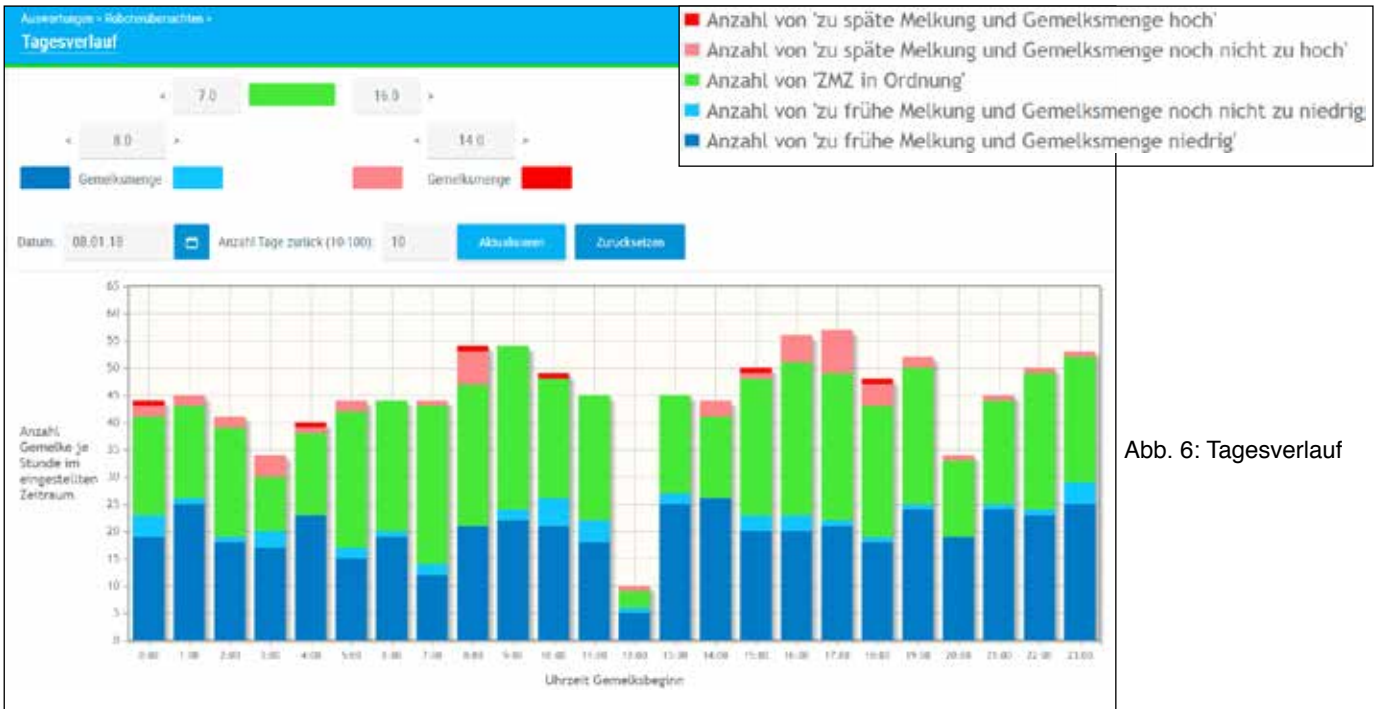 Auswertungen » Roboterübersichten »
Tagesverlauf
Anzahl von 'zu späte Melkung und Gemelksmenge hoch'
Anzahl von 'zu späte Melkung und Gemelksmenge noch nicht zu hoch'
Anzahl von 'ZMZ in Ordnung'
Anzahl von 'zu frühe Melkung und Gemelksmenge noch nicht zu niedrig
Anzahl von 'zu frühe Melkung und Gemelksmenge niedrig'
< 7.0 16.0 >
< 8.0 > < 14.0 >
Gemelksmenge Gemelksmenge
Datum: 08.01.18 Anzahl Tage zurück (10-100): 10 Aktualisieren Zurücksetzen
65
60
55
50
45
40
35
30
25
20
15
10
5
0
Anzahl
Gemelke je
Stunde im
eingestellten
Zeitraum
0:00 1:00 2:00 3:00 4:00 5:00 6:00 7:00 8:00 9:00 10:00 11:00 12:00 13:00 14:00 15:00 16:00 17:00 18:00 19:00 20:00 21:00 22:00 23:00
Uhrzeit Gemelksbeginn
Abb. 6: Tagesverlauf